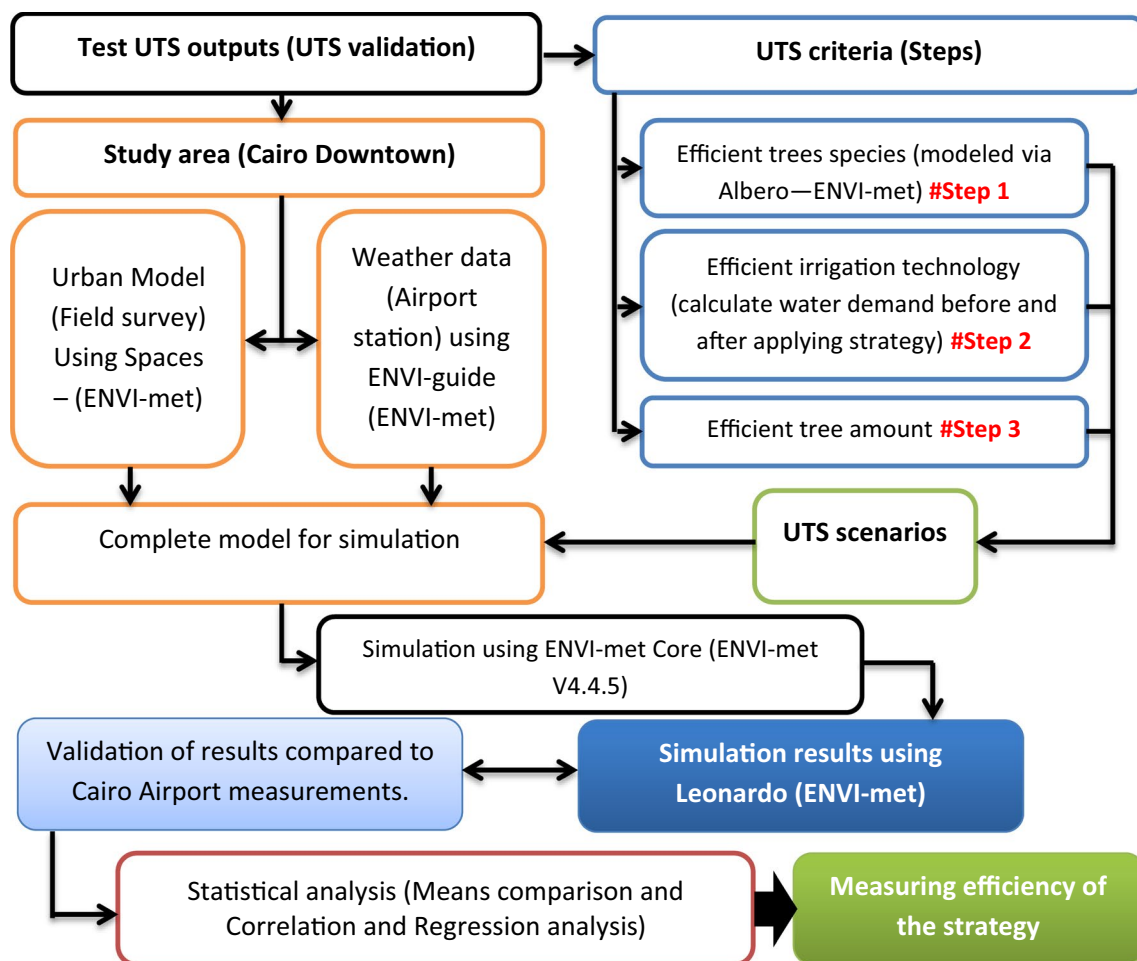 Test UTS outputs (UTS validation)
UTS criteria (Steps)
Study area (Cairo Downtown)
Efficient trees species (modeled via
Albero—ENVI-met) #Step 1
Urban Model
(Field survey)
Using Spaces
– (ENVI-met)
Weather data
(Airport
station) using
ENVI-guide
(ENVI-met)
Efficient irrigation technology
(calculate water demand before and
after applying strategy) #Step 2
Efficient tree amount #Step 3
Complete model for simulation
UTS scenarios
Simulation using ENVI-met Core (ENVI-met
V4.4.5)
Validation of results compared to
Cairo Airport measurements.
Simulation results using
Leonardo (ENVI-met)
Statistical analysis (Means comparison and
Correlation and Regression analysis)
Measuring efficiency of
the strategy